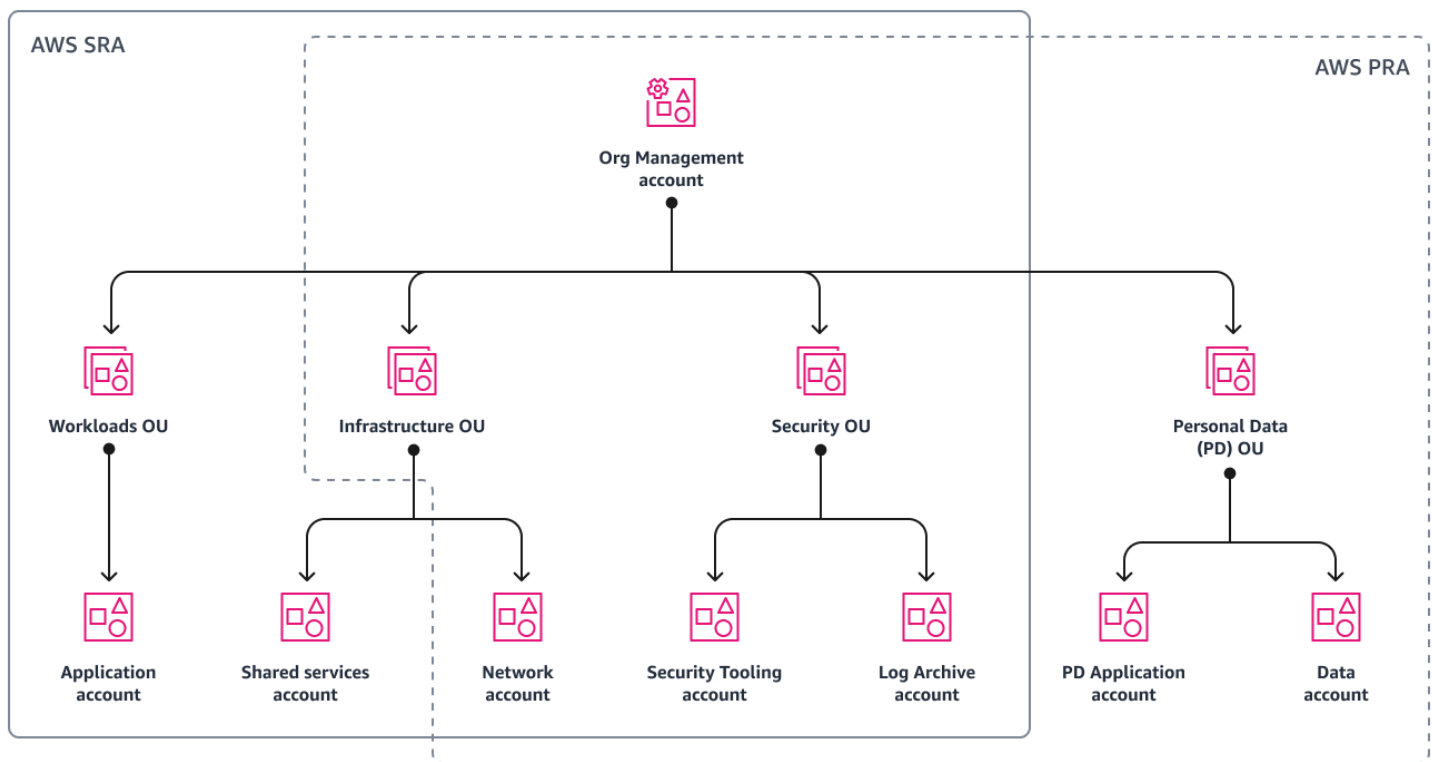 AWS SRA
AWS PRA
Org Management
account
Workloads OU
Infrastructure OU
Security OU
Personal Data
(PD) OU
Application
account
Shared services
account
Network
account
Security Tooling
account
Log Archive
account
PD Application
account
Data
account